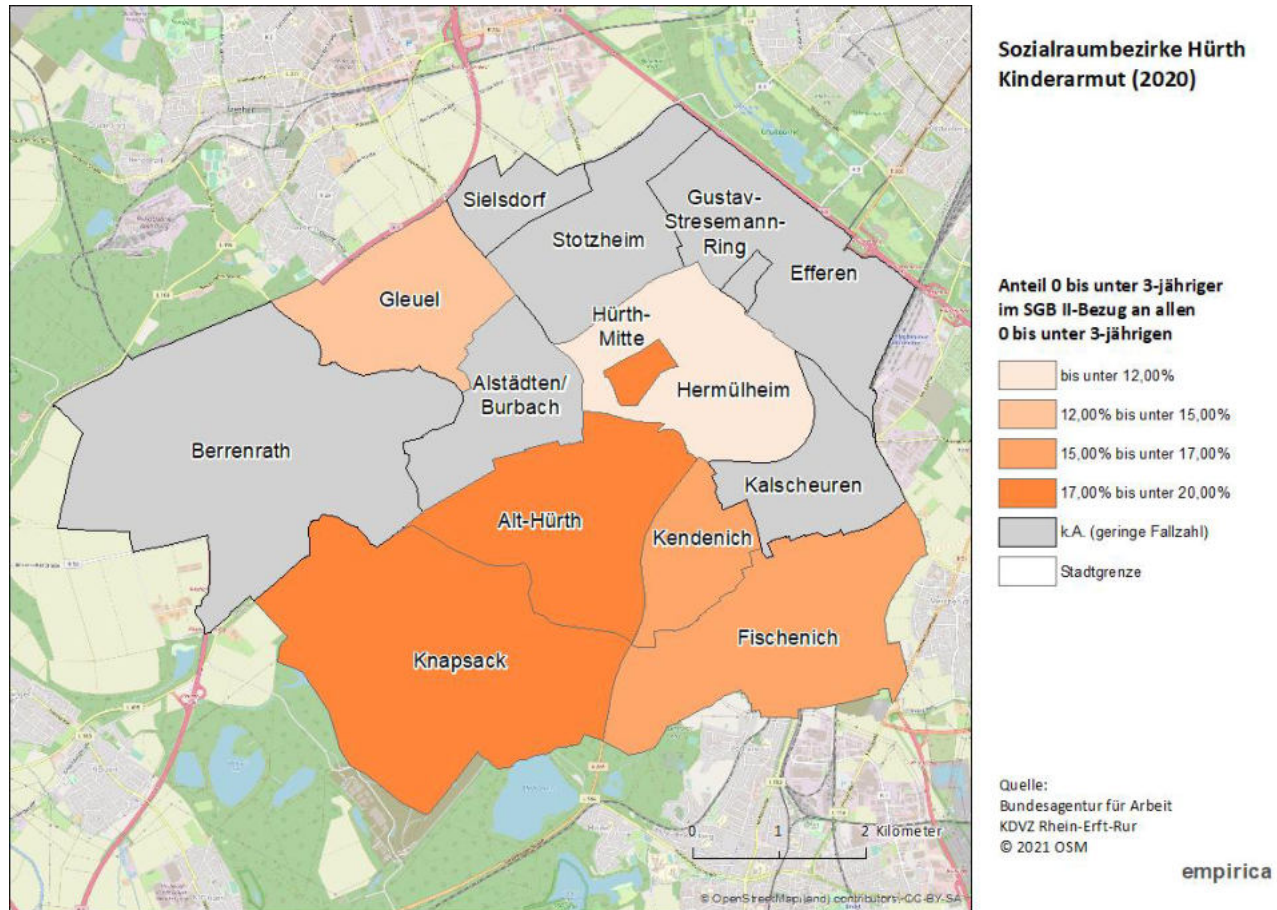 Sozialraumbezirke Hürth
Kinderarmut (2020)
Sielsdorf
Stotzheim
Gustav-
Stresemann-
Ring
Efferen
Gleuel
Hürth-
Mitte
Hermülheim
Alstädten/
Burbach
Berrenrath
Kalscheuren
Alt-Hürth
Kendenich
Fischenich
Knapsack
Anteil 0 bis unter 3-jähriger
im SGB II-Bezug an allen
0 bis unter 3-jährigen
bis unter 12,00%
12,00% bis unter 15,00%
15,00% bis unter 17,00%
17,00% bis unter 20,00%
k.A. (geringe Fallzahl)
Stadtgrenze
0 1 2 Kilometer
Quelle:
Bundesagentur für Arbeit
KDVZ Rhein-Erft-Rur
© 2021 OSM
empirica
© OpenStreetMap (and) contributors, CC-BY-SA